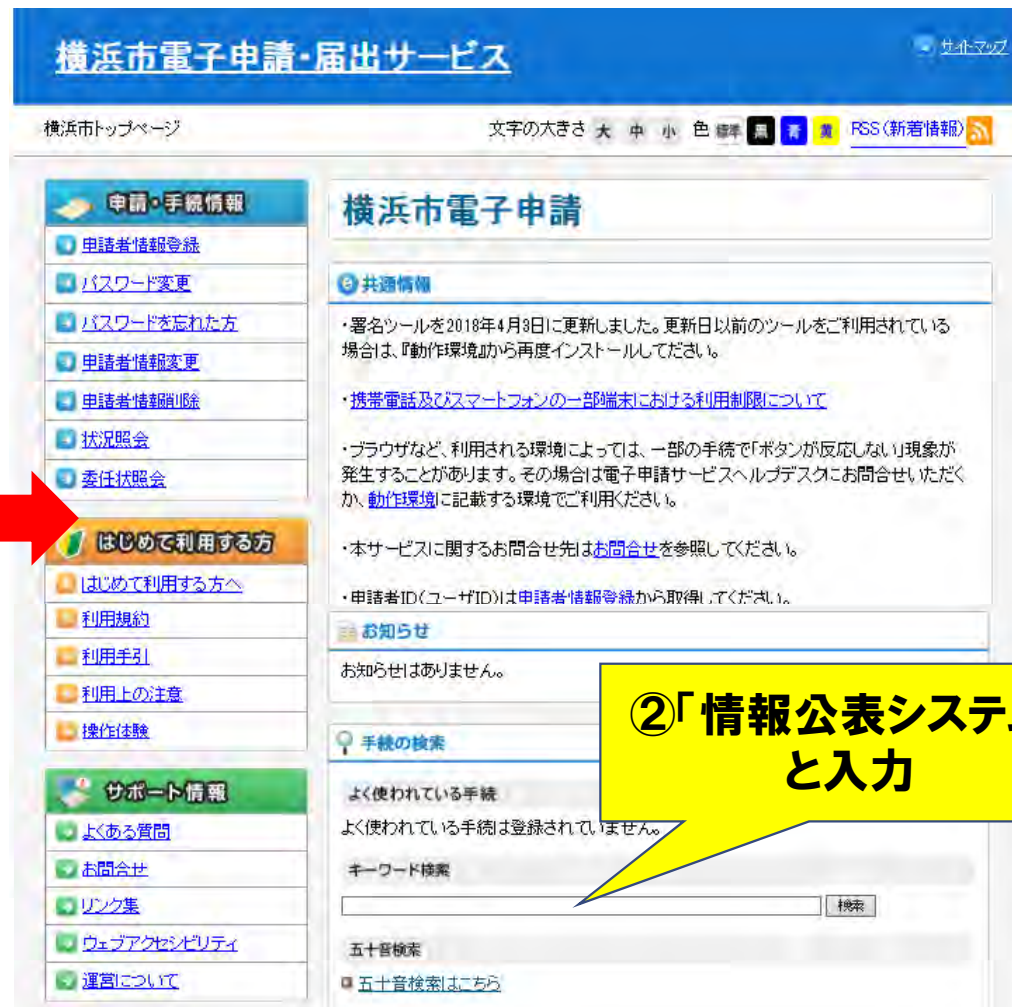 横浜市電子申請・届出サービス
サイトマップ
横浜市トップページ
文字の大きさ 大 中 小 色 標準 黒 青 黄 RSS(新着情報)
申請・手続情報
申請者情報登録
パスワード変更
パスワードを忘れた方
申請者情報変更
申請者情報削除
状況照会
委任状照会
はじめて利用する方
はじめて利用する方へ
利用規約
利用手引
利用上の注意
操作体験
サポート情報
よくある質問
お問合せ
リンク集
ウェブアクセシビリティ
運営について
横浜市電子申請
共通情報
・署名ツールを2018年4月3日に更新しました。更新日以前のツールをご利用されている
場合は、『動作環境』から再度インストールしてださい。
・携帯電話及びスマートフォンの一部端末における利用制限について
・ブラウザなど、利用される環境によっては、一部の手続で「ボタンが反応しない」現象が
発生することがあります。その場合は電子申請サービスヘルプデスクにお問合せいただく
か、動作環境に記載する環境でご利用ください。
・本サービスに関するお問合せ先はお問合せを参照してください。
・申請者ID(ユーザID)は申請者情報登録から取得してください。
お知らせ
お知らせはありません。
②「情報公表システ
と入力
手続の検索
よく使われている手続
よく使われている手続は登録されていません。
キーワード検索
検索
五十音検索
五十音検索はこちら